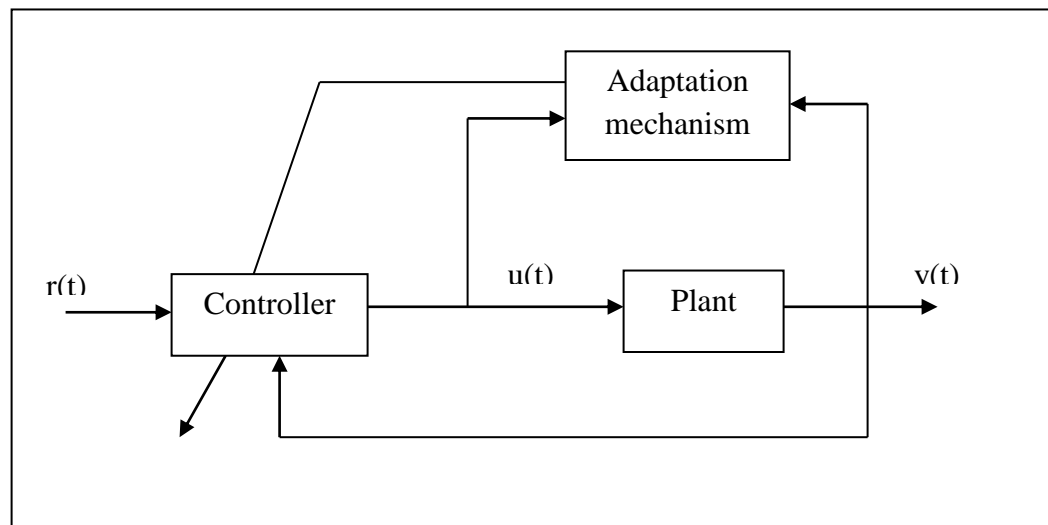 Adaptation
mechanism
r(t)
Controller
u(t)
Plant
y(t)